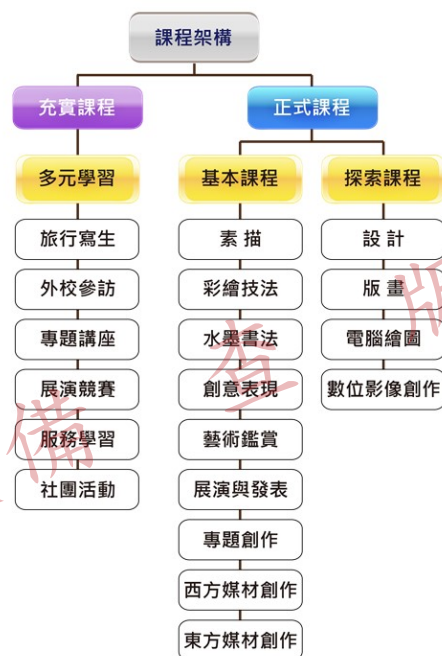 課程架構
充實課程
正式課程
多元學習
基本課程
探索課程
旅行寫生
外校參訪
專題講座
展演競賽
服務學習
社團活動
素描
彩繪技法
水墨書法
創意表現
藝術鑑賞
展演與發表
專題創作
西方媒材創作
東方媒材創作
設計
版畫
電腦繪圖
數位影像創作
備查版